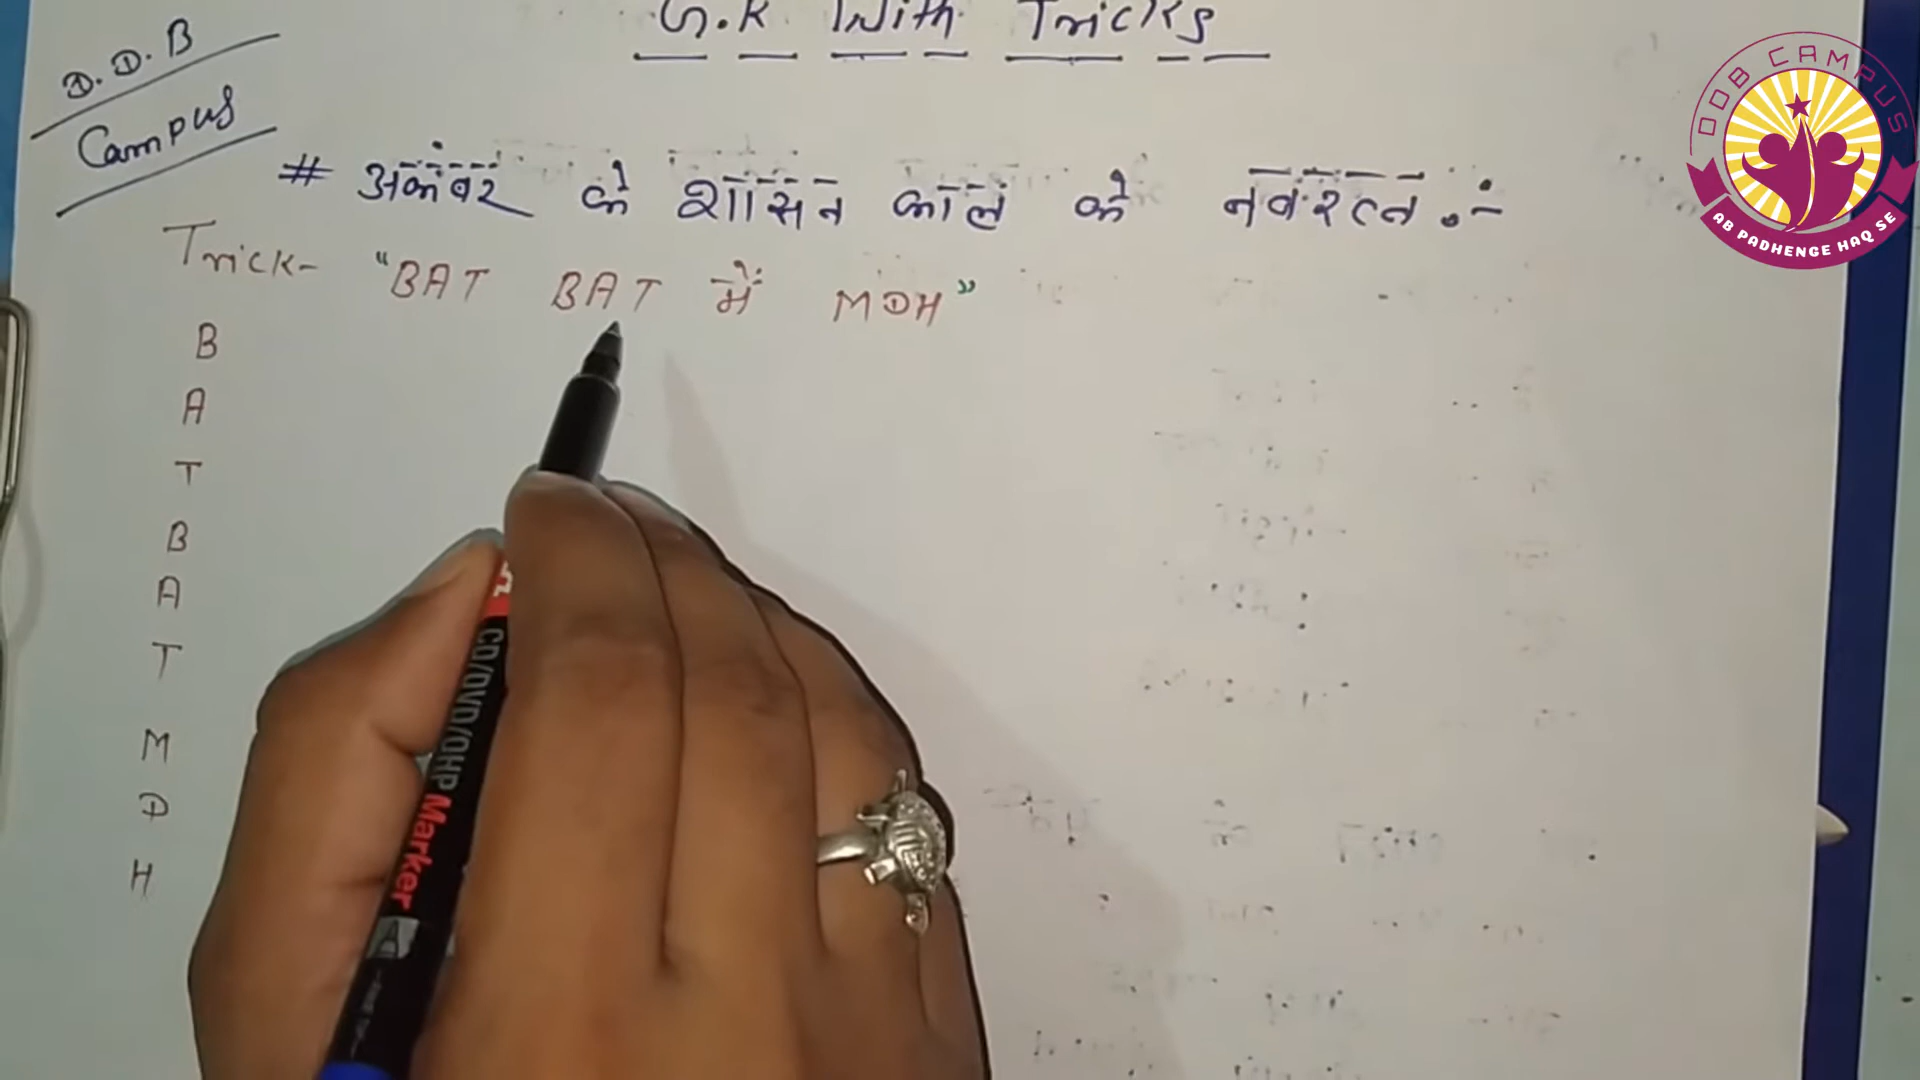 G.K With Tricks
D.D.B
Campus
# अकबर के शासन काल के नवरत्न :-
Trick- "BAT BAT में MDH"
B
A
T
B
A
T
M
D
H
CD/DVD/OHP Marker
DDB CAMPUS
AB PADHENGE HAQ SE